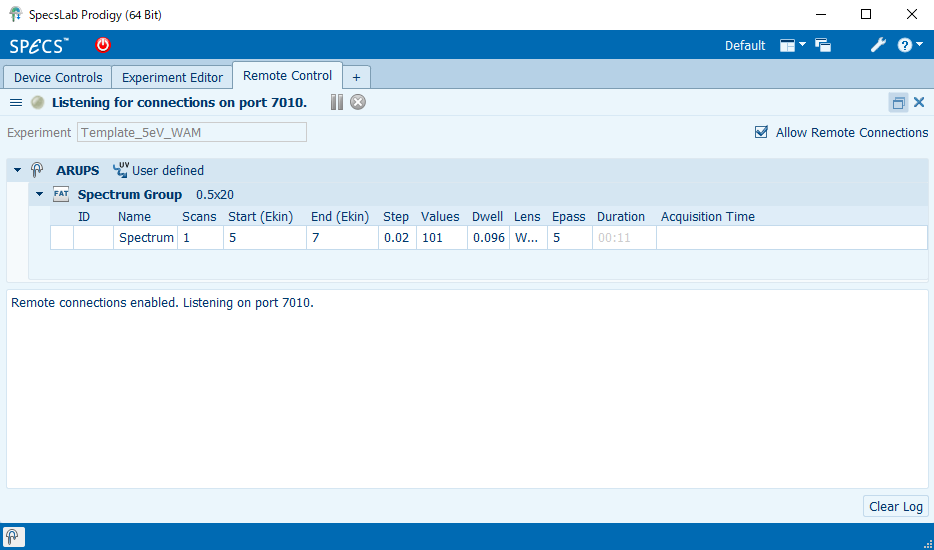 SpecsLab Prodigy (64 Bit)
SPECS™ Default
Device Controls Experiment Editor Remote Control +
Listening for connections on port 7010.
Experiment Template_5eV_WAM Allow Remote Connections
ARUPS UV User defined
FAT Spectrum Group 0.5x20
ID Name Scans Start (Ekin) End (Ekin) Step Values Dwell Lens Epass Duration Acquisition Time
Spectrum 1 5 7 0.02 101 0.096 W... 5 00:11
Remote connections enabled. Listening on port 7010.
Clear Log